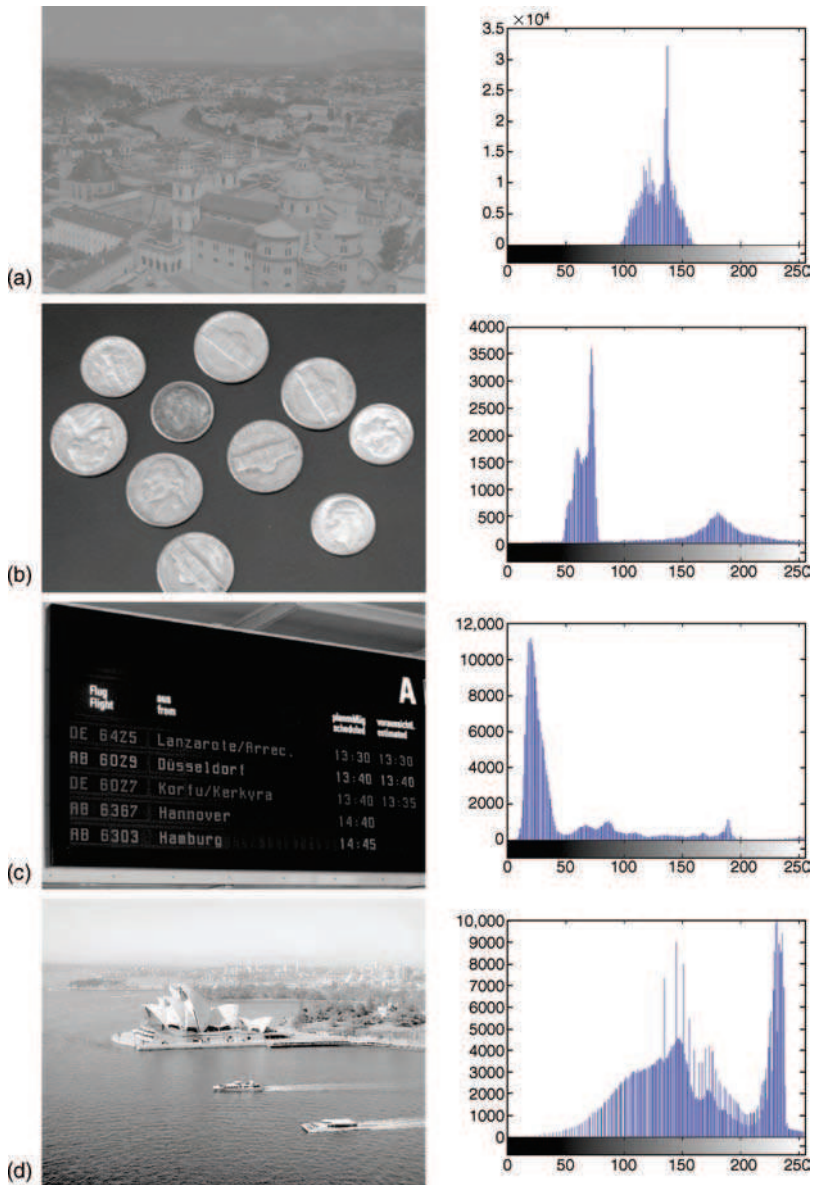 (a)
×10⁴
3.5
3
2.5
2
1.5
1
0.5
0
0 50 100 150 200 250
(b)
4000
3500
3000
2500
2000
1500
1000
500
0
0 50 100 150 200 250
(c)
Flug
Flight
aus
from
A
planmäßig
scheduled
voraussicht.
estimated
DE 6425 Lanzarote/Arrec. 13:30 13:30
AB 6029 Düsseldorf 13:40 13:40
DE 6027 Korfu/Kerkyra 13:40 13:35
AB 6367 Hannover 14:40
AB 6303 Hamburg 14:45
12,000
10000
8000
6000
4000
2000
0
0 50 100 150 200 250
(d)
10,000
9000
8000
7000
6000
5000
4000
3000
2000
1000
0
0 50 100 150 200 250